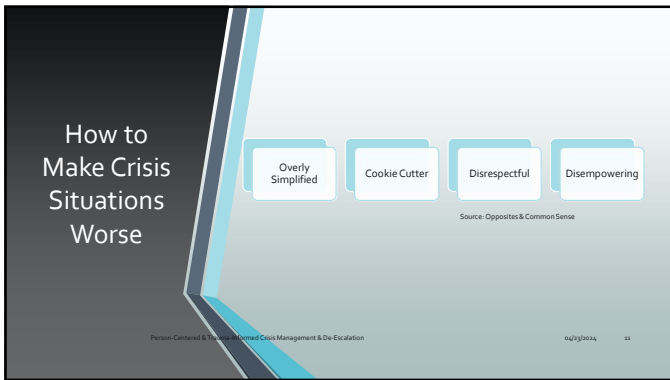 How to
Make Crisis
Situations
Worse
Overly
Simplified
Cookie Cutter
Disrespectful
Disempowering
Source: Opposites & Common Sense
Person-Centered & Trauma-Informed Crisis Management & De-Escalation
04/23/2024
11